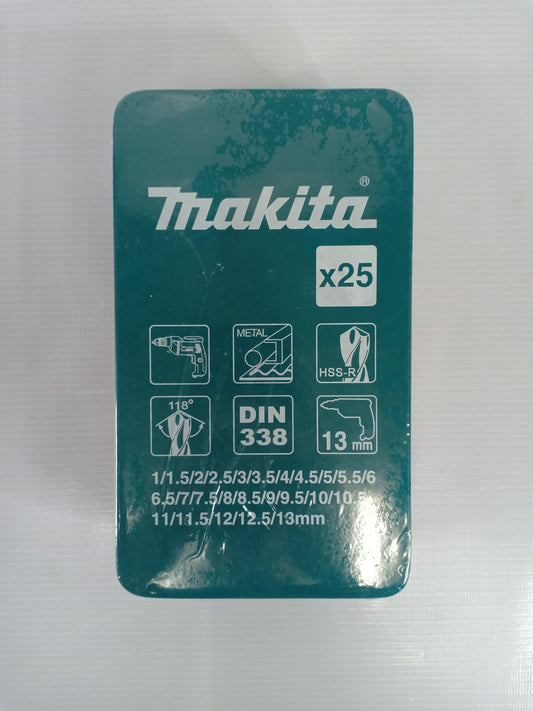 makita®
x25
METAL
HSS-R
118°
DIN
338
13 mm
1/1.5/2/2.5/3/3.5/4/4.5/5/5.5/6
6.5/7/7.5/8/8.5/9/9.5/10/10.5
11/11.5/12/12.5/13mm